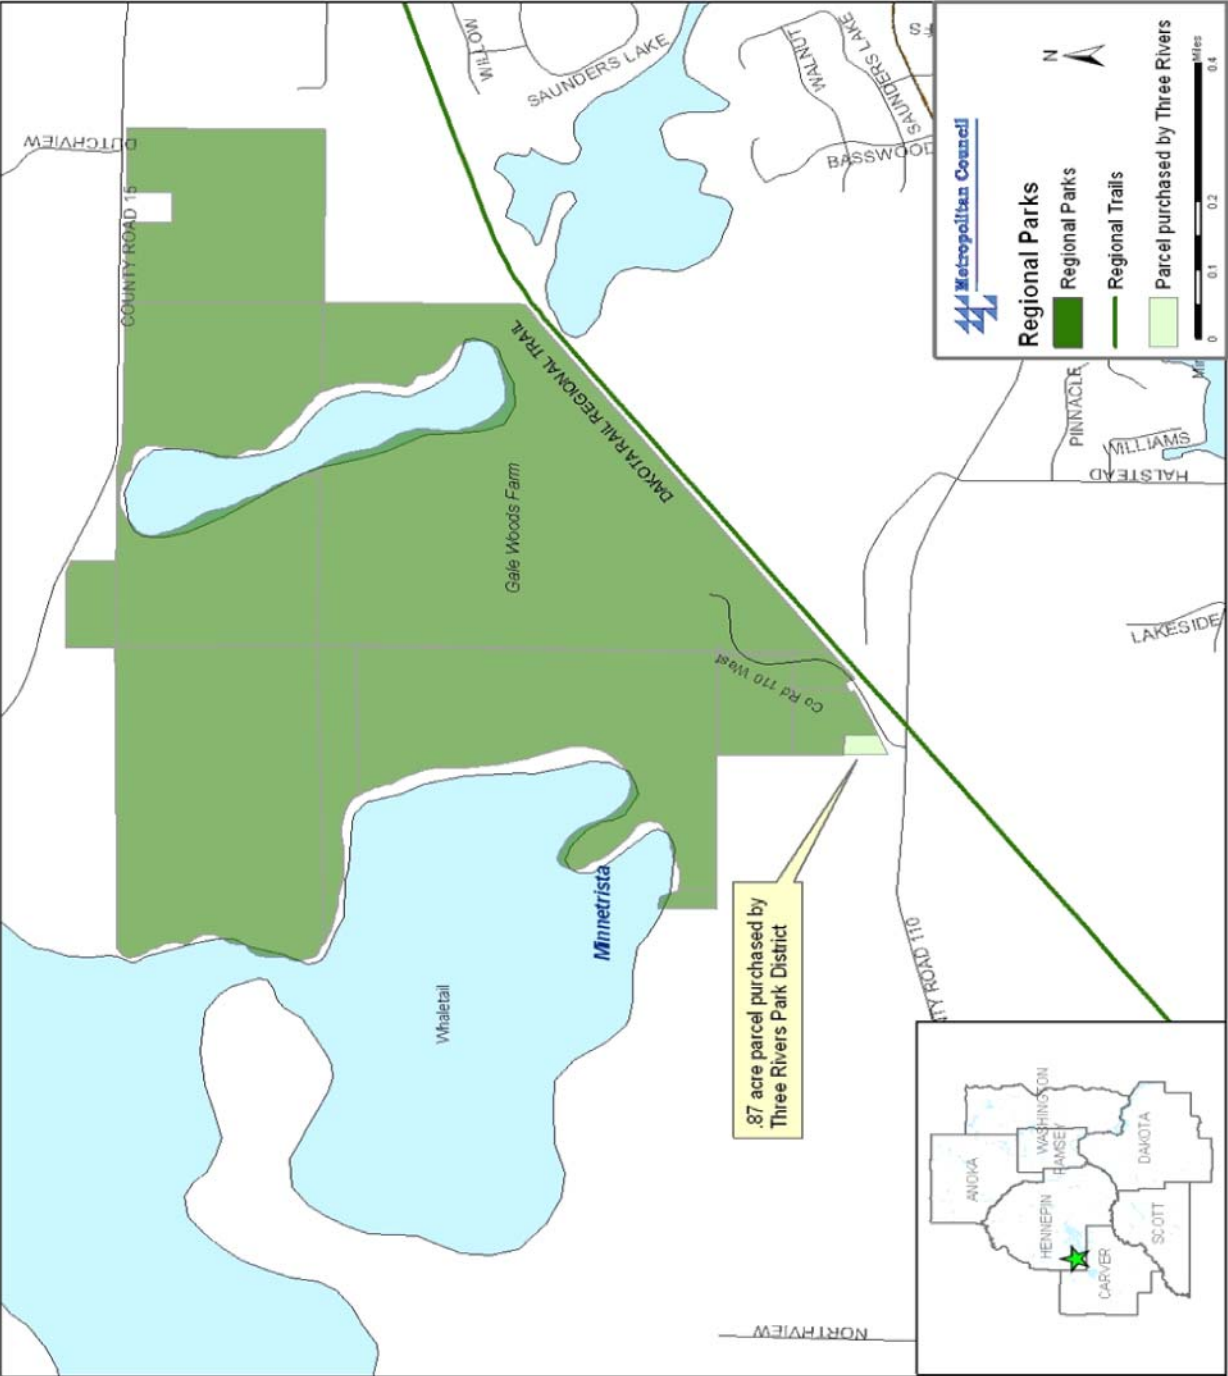 DUTCHVIEW
COUNTY ROAD 15
WILLOW
SAUNDERS LAKE
WALNUT
SAUNDERS LAKE
BASSWOOD
DAKOTA RAIL REGIONAL TRAIL
Gale Woods Farm
Co Rd 110 West
Minnetrista
Whaletail
.87 acre parcel purchased by
Three Rivers Park District
PINNACLE
WILLIAMS
HALSTEAD
LAKESIDE
TY ROAD 110
NORTHVIEW
Metropolitan Council
N
Regional Parks
Regional Parks
Regional Trails
Parcel purchased by Three Rivers
0 0.1 0.2 0.4
Miles
ANOKA
WASHINGTON
RAMSEY
HENNEPIN
DAKOTA
CARVER
SCOTT